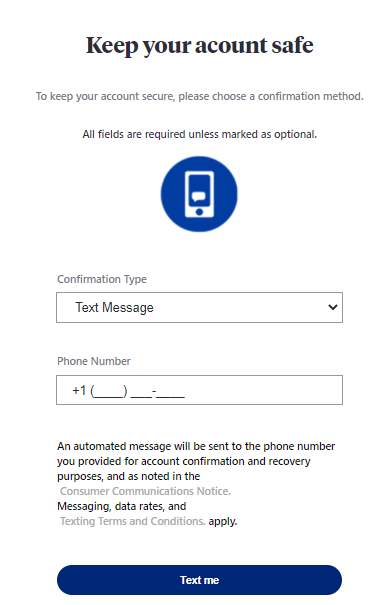 Keep your acount safe
To keep your account secure, please choose a confirmation method.
All fields are required unless marked as optional.
Confirmation Type
Text Message
Phone Number
+1 (____) ___-____
An automated message will be sent to the phone number
you provided for account confirmation and recovery
purposes, and as noted in the
Consumer Communications Notice.
Messaging, data rates, and
Texting Terms and Conditions. apply.
Text me